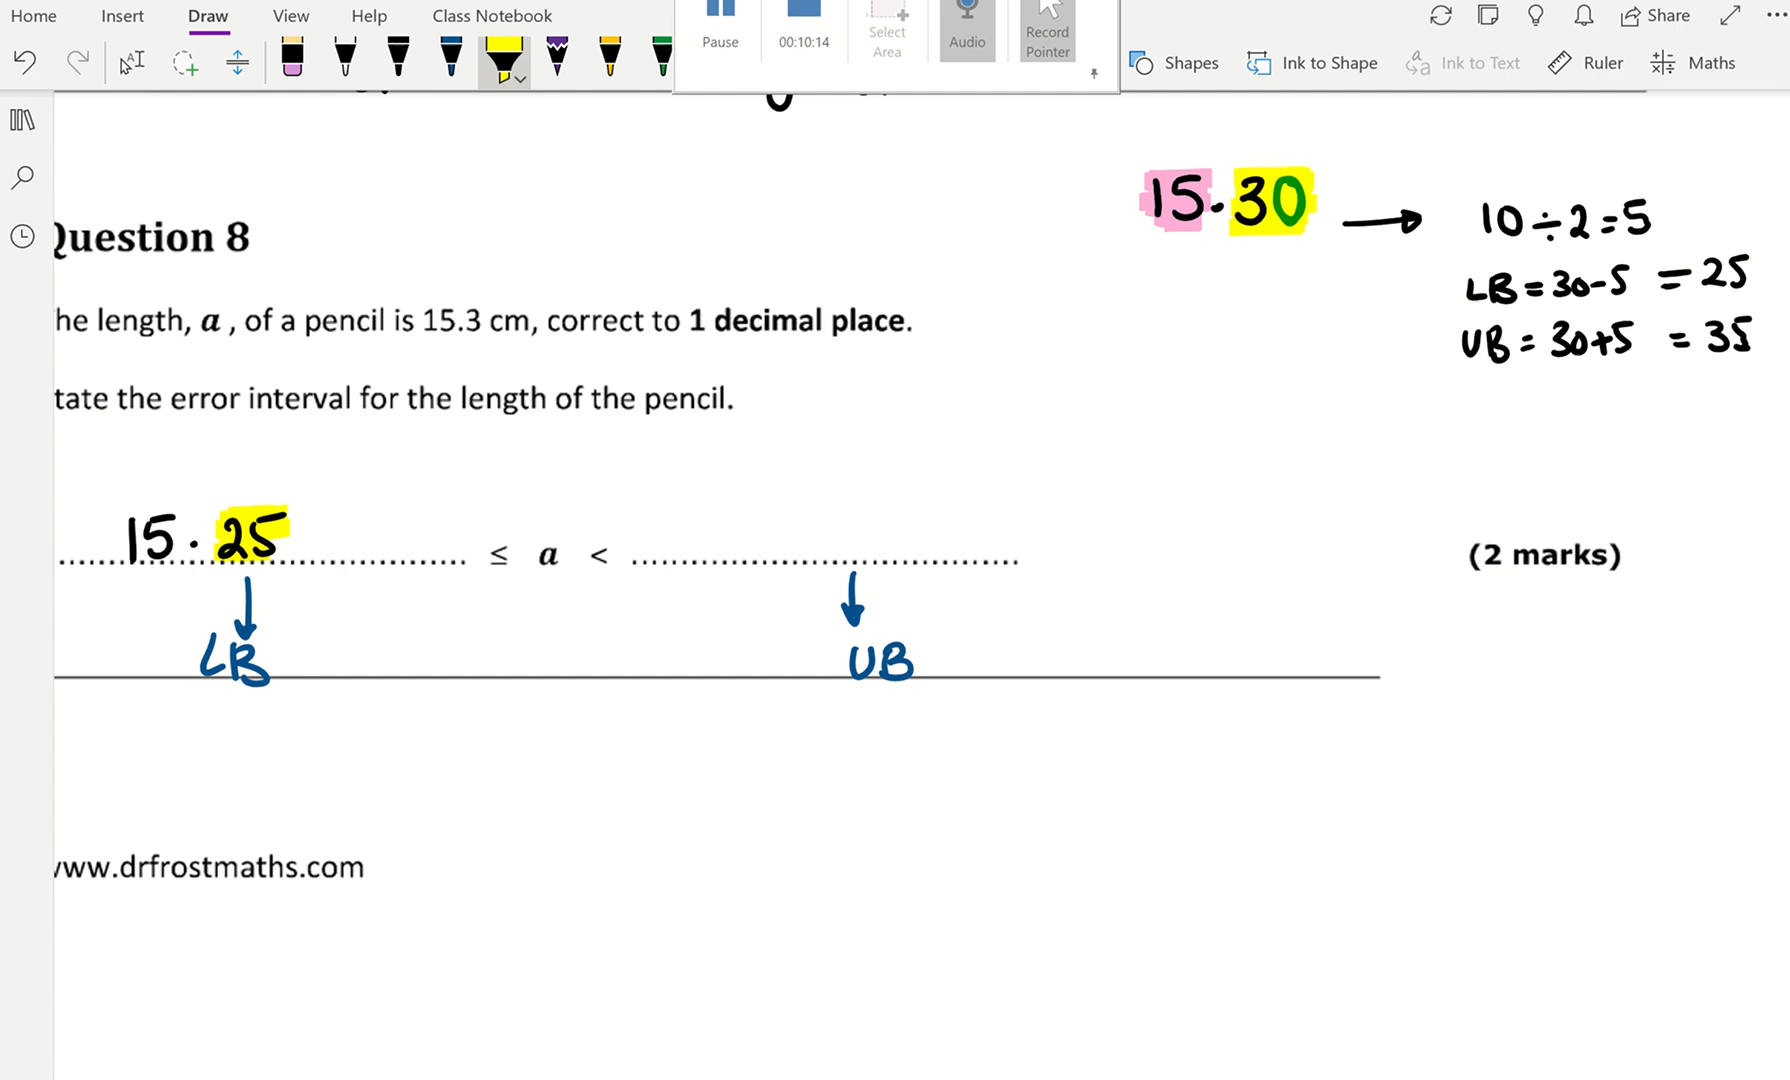 Home Insert Draw View Help Class Notebook
Pause 00:10:14 Select Area Audio Record Pointer
Share
Shapes Ink to Shape Ink to Text Ruler Maths
15.30
10÷2=5
LB=30-5 =25
UB=30+5 =35
Question 8
he length, a , of a pencil is 15.3 cm, correct to 1 decimal place.
tate the error interval for the length of the pencil.
15.25
≤ a <
(2 marks)
LB UB
ww.drfrostmaths.com